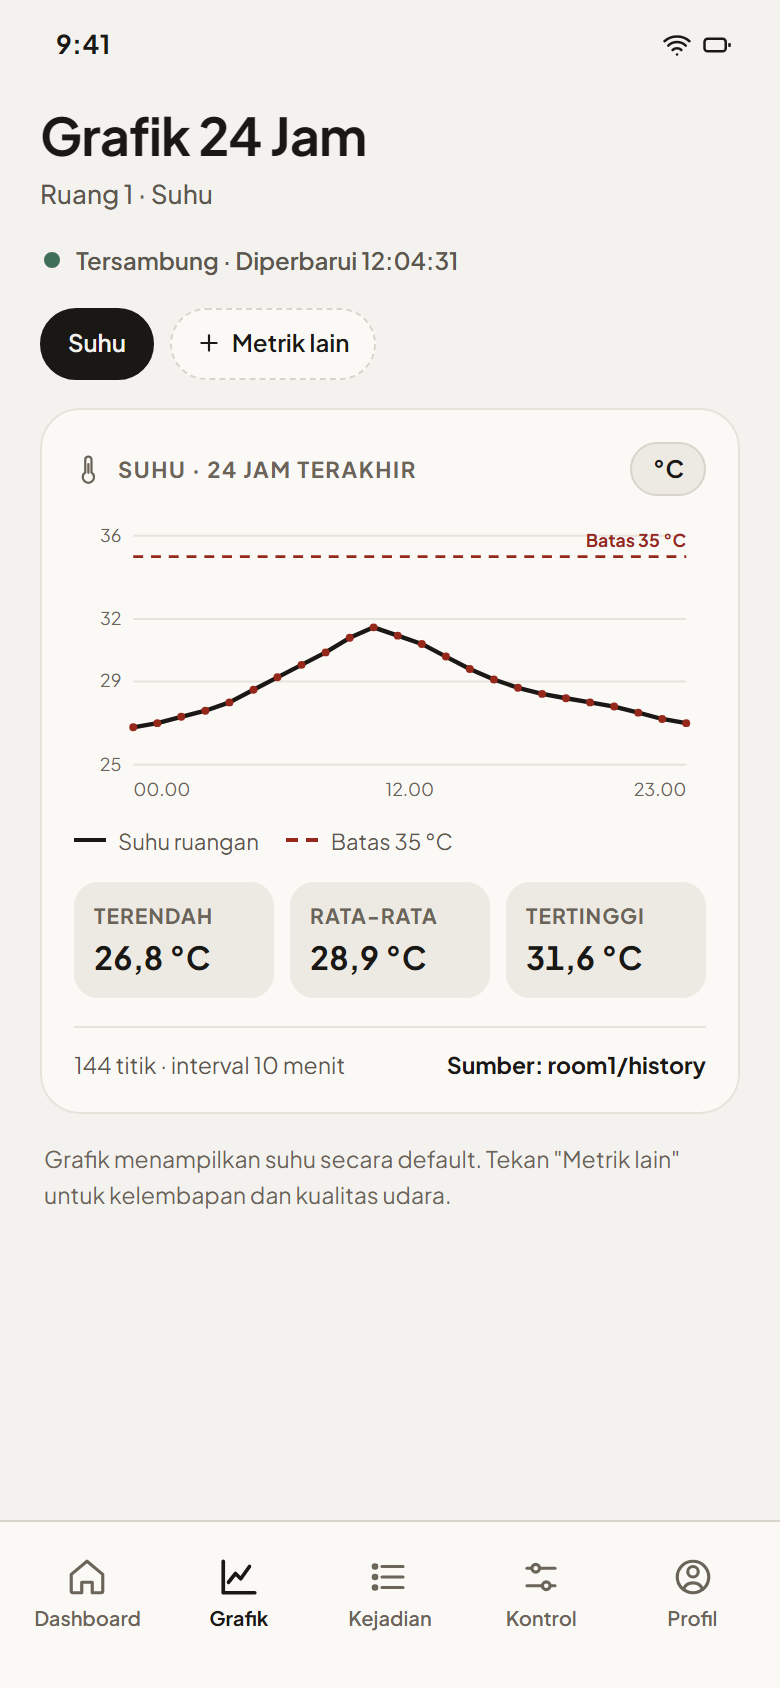 9:41
Grafik 24 Jam
Ruang 1 · Suhu
Tersambung · Diperbarui 12:04:31
Suhu
+ Metrik lain
SUHU · 24 JAM TERAKHIR
°C
36
Batas 35 °C
32
29
25
00.00 12.00 23.00
Suhu ruangan Batas 35 °C
TERENDAH RATA-RATA TERTINGGI
26,8 °C 28,9 °C 31,6 °C
144 titik · interval 10 menit Sumber: room1/history
Grafik menampilkan suhu secara default. Tekan "Metrik lain"
untuk kelembapan dan kualitas udara.
Dashboard Grafik Kejadian Kontrol Profil